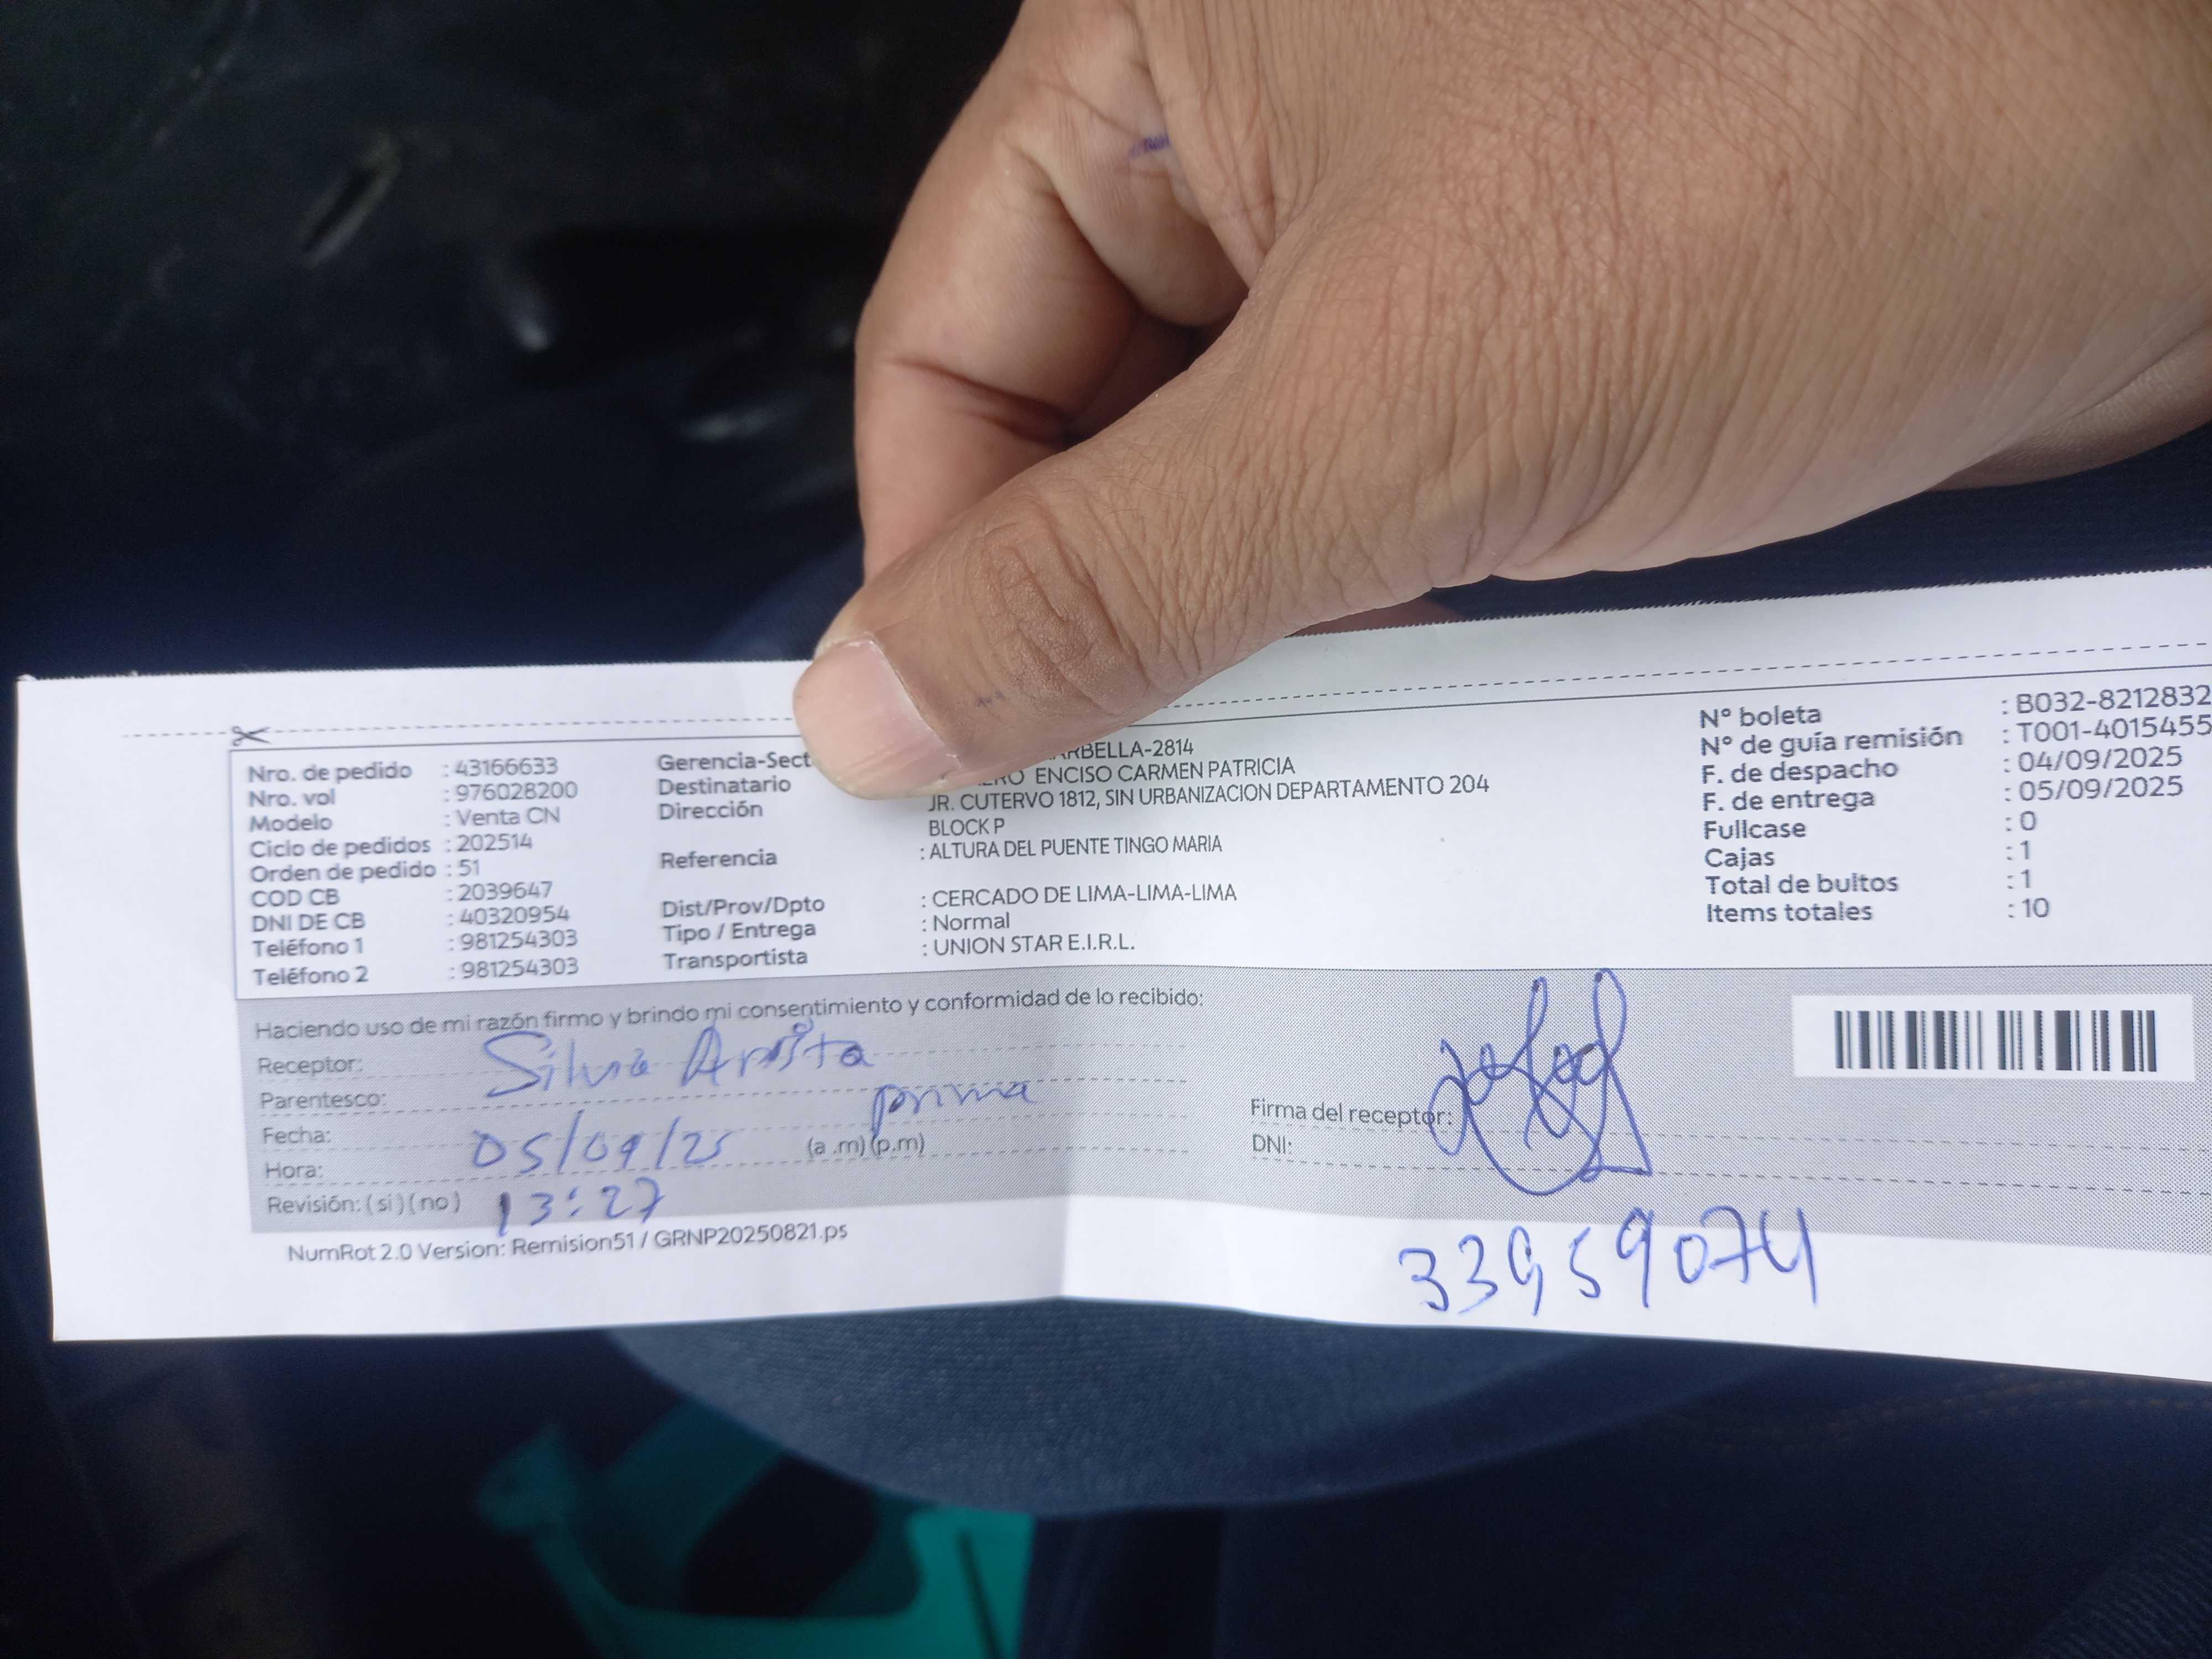 Nro. de pedido : 43166633
Nro. vol : 976028200
Modelo : Venta CN
Ciclo de pedidos : 202514
Orden de pedido : 51
COD CB : 2039647
DNI DE CB : 40320954
Teléfono 1 : 981254303
Teléfono 2 : 981254303
Gerencia-Sect ARBELLA-2814
Destinatario ENCISO CARMEN PATRICIA
Dirección JR. CUTERVO 1812, SIN URBANIZACION DEPARTAMENTO 204
BLOCK P
Referencia : ALTURA DEL PUENTE TINGO MARIA
Dist/Prov/Dpto : CERCADO DE LIMA-LIMA-LIMA
Tipo / Entrega : Normal
Transportista : UNION STAR E.I.R.L.
N° boleta : B032-8212832
N° de guía remisión : T001-4015455
F. de despacho : 04/09/2025
F. de entrega : 05/09/2025
Fullcase : 0
Cajas : 1
Total de bultos : 1
Items totales : 10
Haciendo uso de mi razón firmo y brindo mi consentimiento y conformidad de lo recibido:
Receptor: Silvia Arista
Parentesco: prima
Fecha: 05/09/25
Hora: (a .m) (p.m)
Revisión: (si) (no) 13:27
Firma del receptor:
DNI:
33959074
NumRot 2.0 Version: Remision51 / GRNP20250821.ps